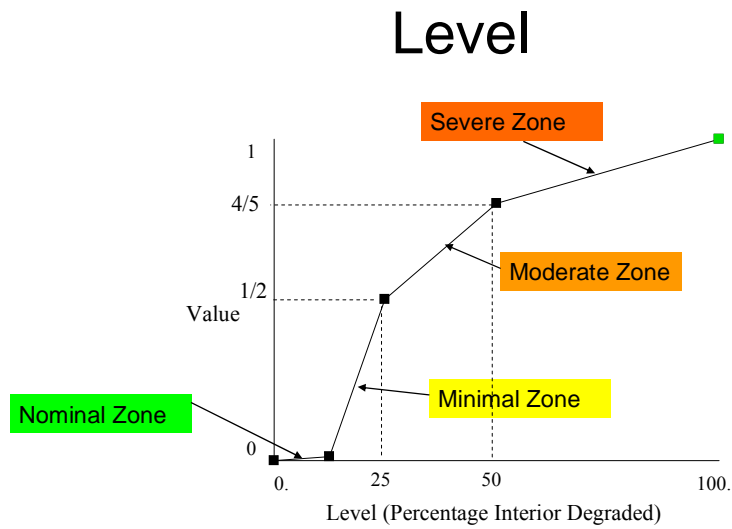 Level
Severe Zone
1
4/5
Moderate Zone
1/2
Value
Minimal Zone
Nominal Zone
0
0.
25
50
100.
Level (Percentage Interior Degraded)